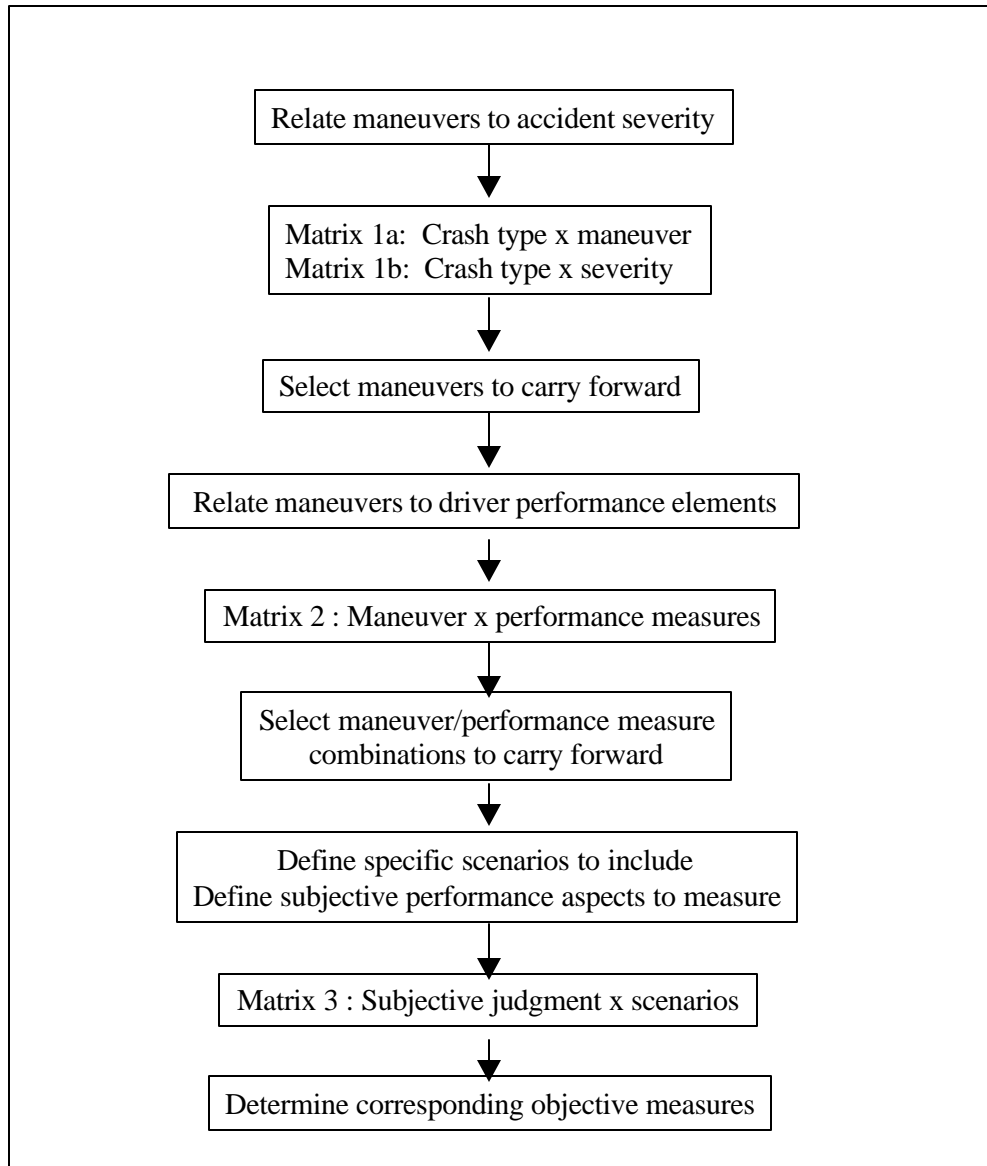 Relate maneuvers to accident severity
Matrix 1a:  Crash type x maneuver
Matrix 1b:  Crash type x severity
Select maneuvers to carry forward
Relate maneuvers to driver performance elements
Matrix 2 : Maneuver x performance measures
Select maneuver/performance measure
combinations to carry forward
Define specific scenarios to include
Define subjective performance aspects to measure
Matrix 3 : Subjective judgment x scenarios
Determine corresponding objective measures